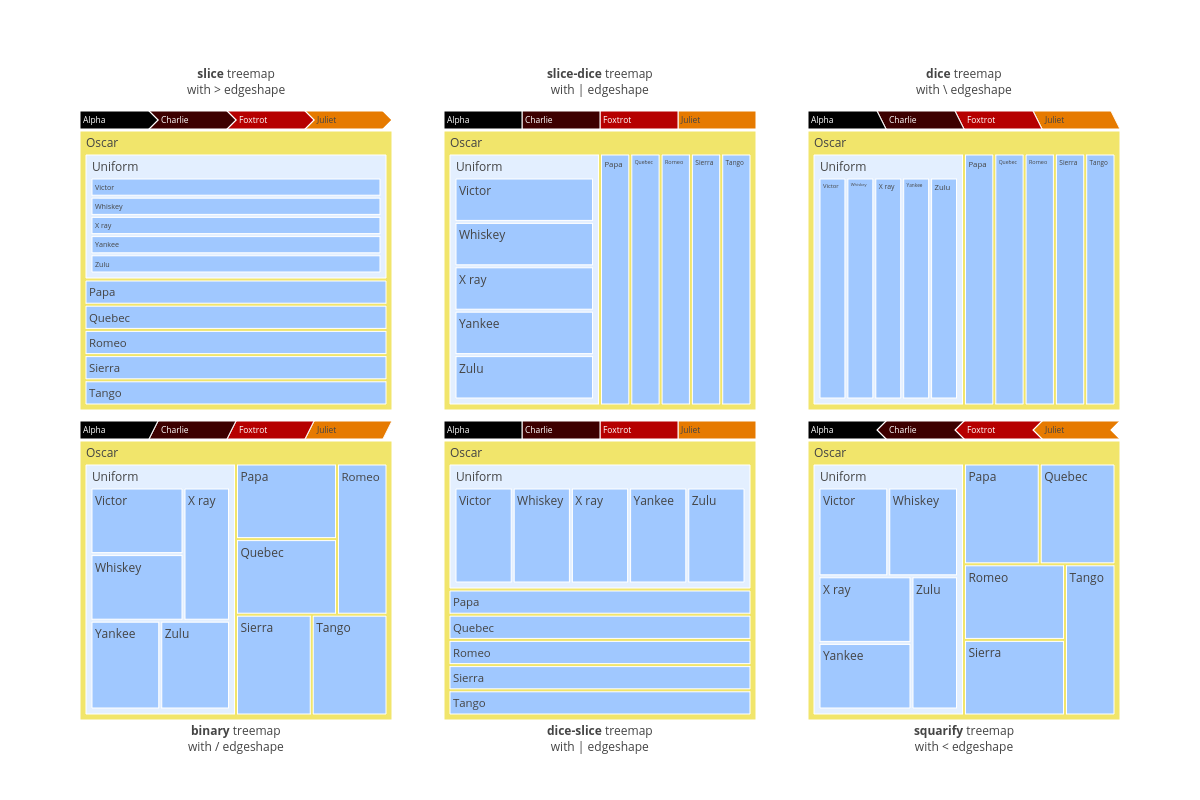 slice treemap
with > edgeshape
Alpha
Charlie
Foxtrot
Juliet
Oscar
Uniform
Victor
Whiskey
X ray
Yankee
Zulu
Papa
Quebec
Romeo
Sierra
Tango
slice-dice treemap
with | edgeshape
Alpha
Charlie
Foxtrot
Juliet
Oscar
Uniform
Victor
Whiskey
X ray
Yankee
Zulu
Papa
Quebec
Romeo
Sierra
Tango
dice treemap
with \ edgeshape
Alpha
Charlie
Foxtrot
Juliet
Oscar
Uniform
Victor
Whiskey
X ray
Yankee
Zulu
Papa
Quebec
Romeo
Sierra
Tango
Alpha
Charlie
Foxtrot
Juliet
Oscar
Uniform
Victor
X ray
Whiskey
Yankee
Zulu
Papa
Romeo
Quebec
Sierra
Tango
binary treemap
with / edgeshape
Alpha
Charlie
Foxtrot
Juliet
Oscar
Uniform
Victor
Whiskey
X ray
Yankee
Zulu
Papa
Quebec
Romeo
Sierra
Tango
dice-slice treemap
with | edgeshape
Alpha
Charlie
Foxtrot
Juliet
Oscar
Uniform
Victor
Whiskey
X ray
Zulu
Yankee
Papa
Quebec
Romeo
Tango
Sierra
squarify treemap
with < edgeshape